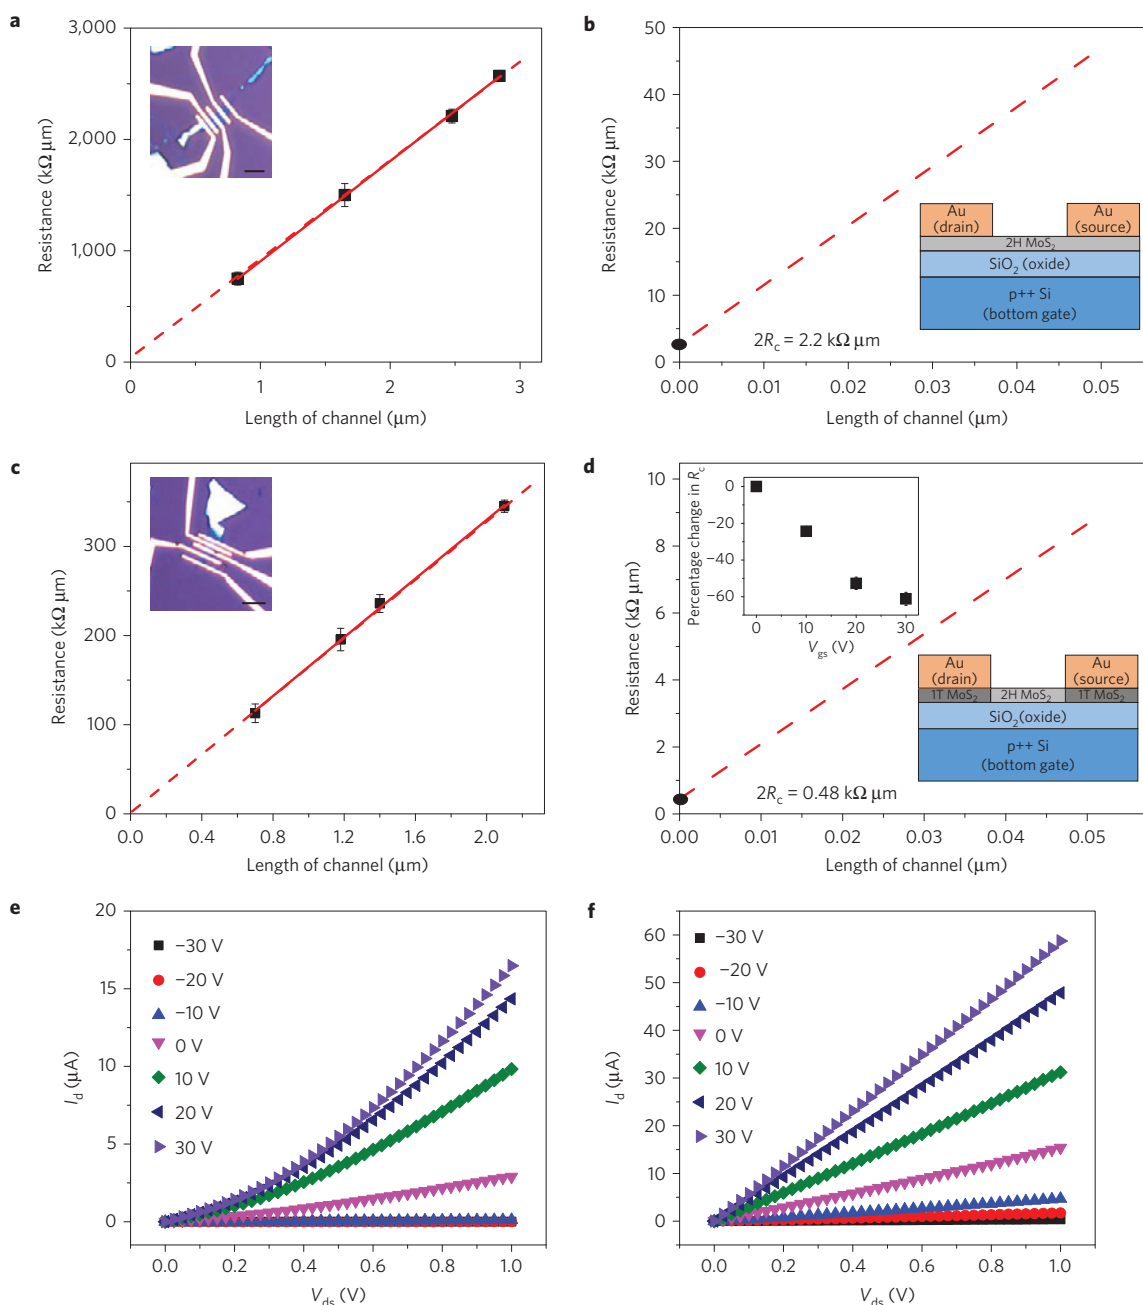 a
3,000
2,000
1,000
0
0
1
2
3
Resistance (kΩ μm)
Length of channel (μm)
b
50
40
30
20
10
0
0.00
0.01
0.02
0.03
0.04
0.05
Resistance (kΩ μm)
Length of channel (μm)
2Rc = 2.2 kΩ μm
Au
(drain)
Au
(source)
2H MoS2
SiO2 (oxide)
p++ Si
(bottom gate)
c
300
200
100
0
0.0
0.4
0.8
1.2
1.6
2.0
Resistance (kΩ μm)
Length of channel (μm)
d
10
8
6
4
2
0
0.00
0.01
0.02
0.03
0.04
0.05
Resistance (kΩ μm)
Length of channel (μm)
Percentage change in Rc
0
−20
−40
−60
0
10
20
30
Vgs (V)
2Rc = 0.48 kΩ μm
Au
(drain)
Au
(source)
1T MoS2
2H MoS2
1T MoS2
SiO2 (oxide)
p++ Si
(bottom gate)
e
20
15
10
5
0
0.0
0.2
0.4
0.6
0.8
1.0
Id (μA)
Vds (V)
−30 V
−20 V
−10 V
0 V
10 V
20 V
30 V
f
60
50
40
30
20
10
0
0.0
0.2
0.4
0.6
0.8
1.0
Id (μA)
Vds (V)
−30 V
−20 V
−10 V
0 V
10 V
20 V
30 V